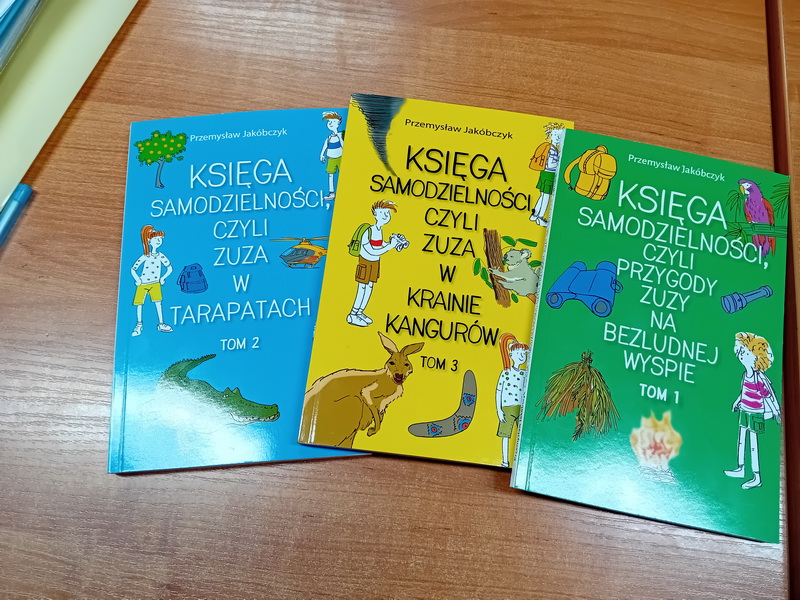 Przemysław Jakóbczyk
KSIĘGA
SAMODZIELNOŚCI,
CZYLI
ZUZA
W
TARAPATACH
TOM 2
Przemysław Jakóbczyk
KSIĘGA
SAMODZIELNOŚCI,
CZYLI
ZUZA
W
KRAINIE
KANGURÓW
TOM 3
Przemysław Jakóbczyk
KSIĘGA
SAMODZIELNOŚCI,
CZYLI
PRZYGODY
ZUZY
NA
BEZLUDNEJ
WYSPIE
TOM 1